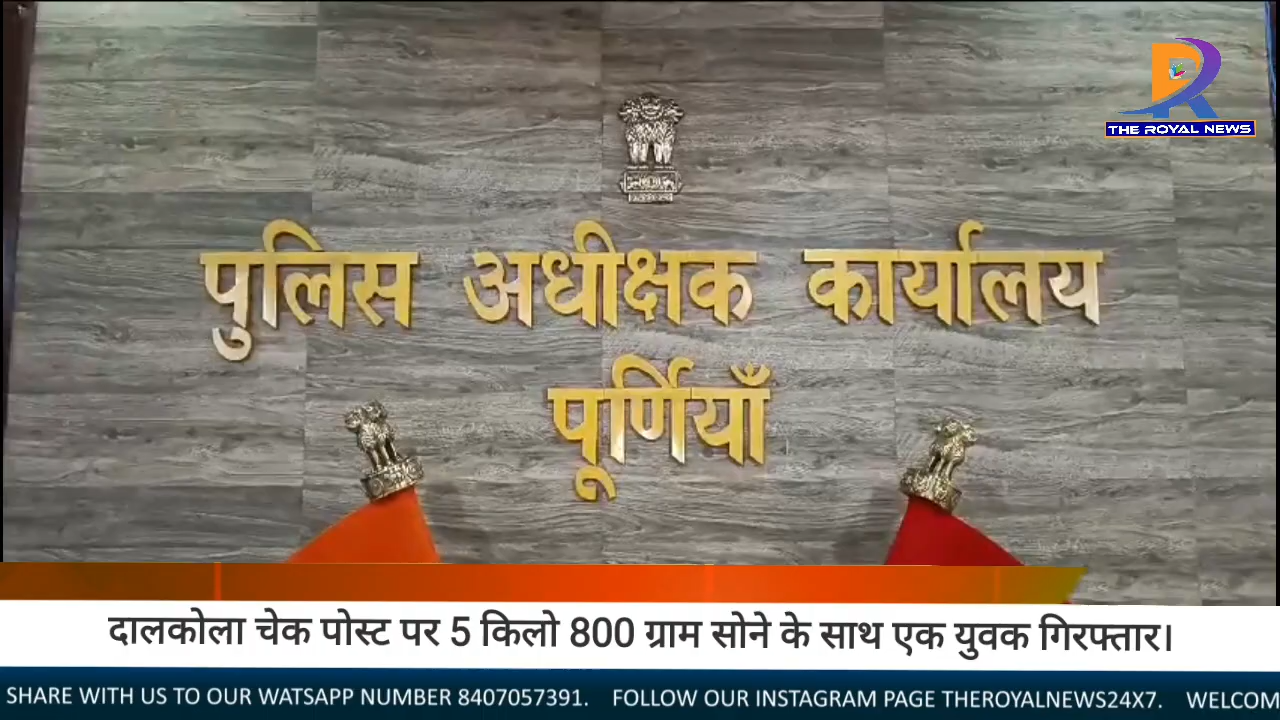 THE ROYAL NEWS
पुलिस अधीक्षक कार्यालय
पूर्णियाँ
दालकोला चेक पोस्ट पर 5 किलो 800 ग्राम सोने के साथ एक युवक गिरफ्तार।
SHARE WITH US TO OUR WATSAPP NUMBER 8407057391. FOLLOW OUR INSTAGRAM PAGE THEROYALNEWS24X7. WELCOM